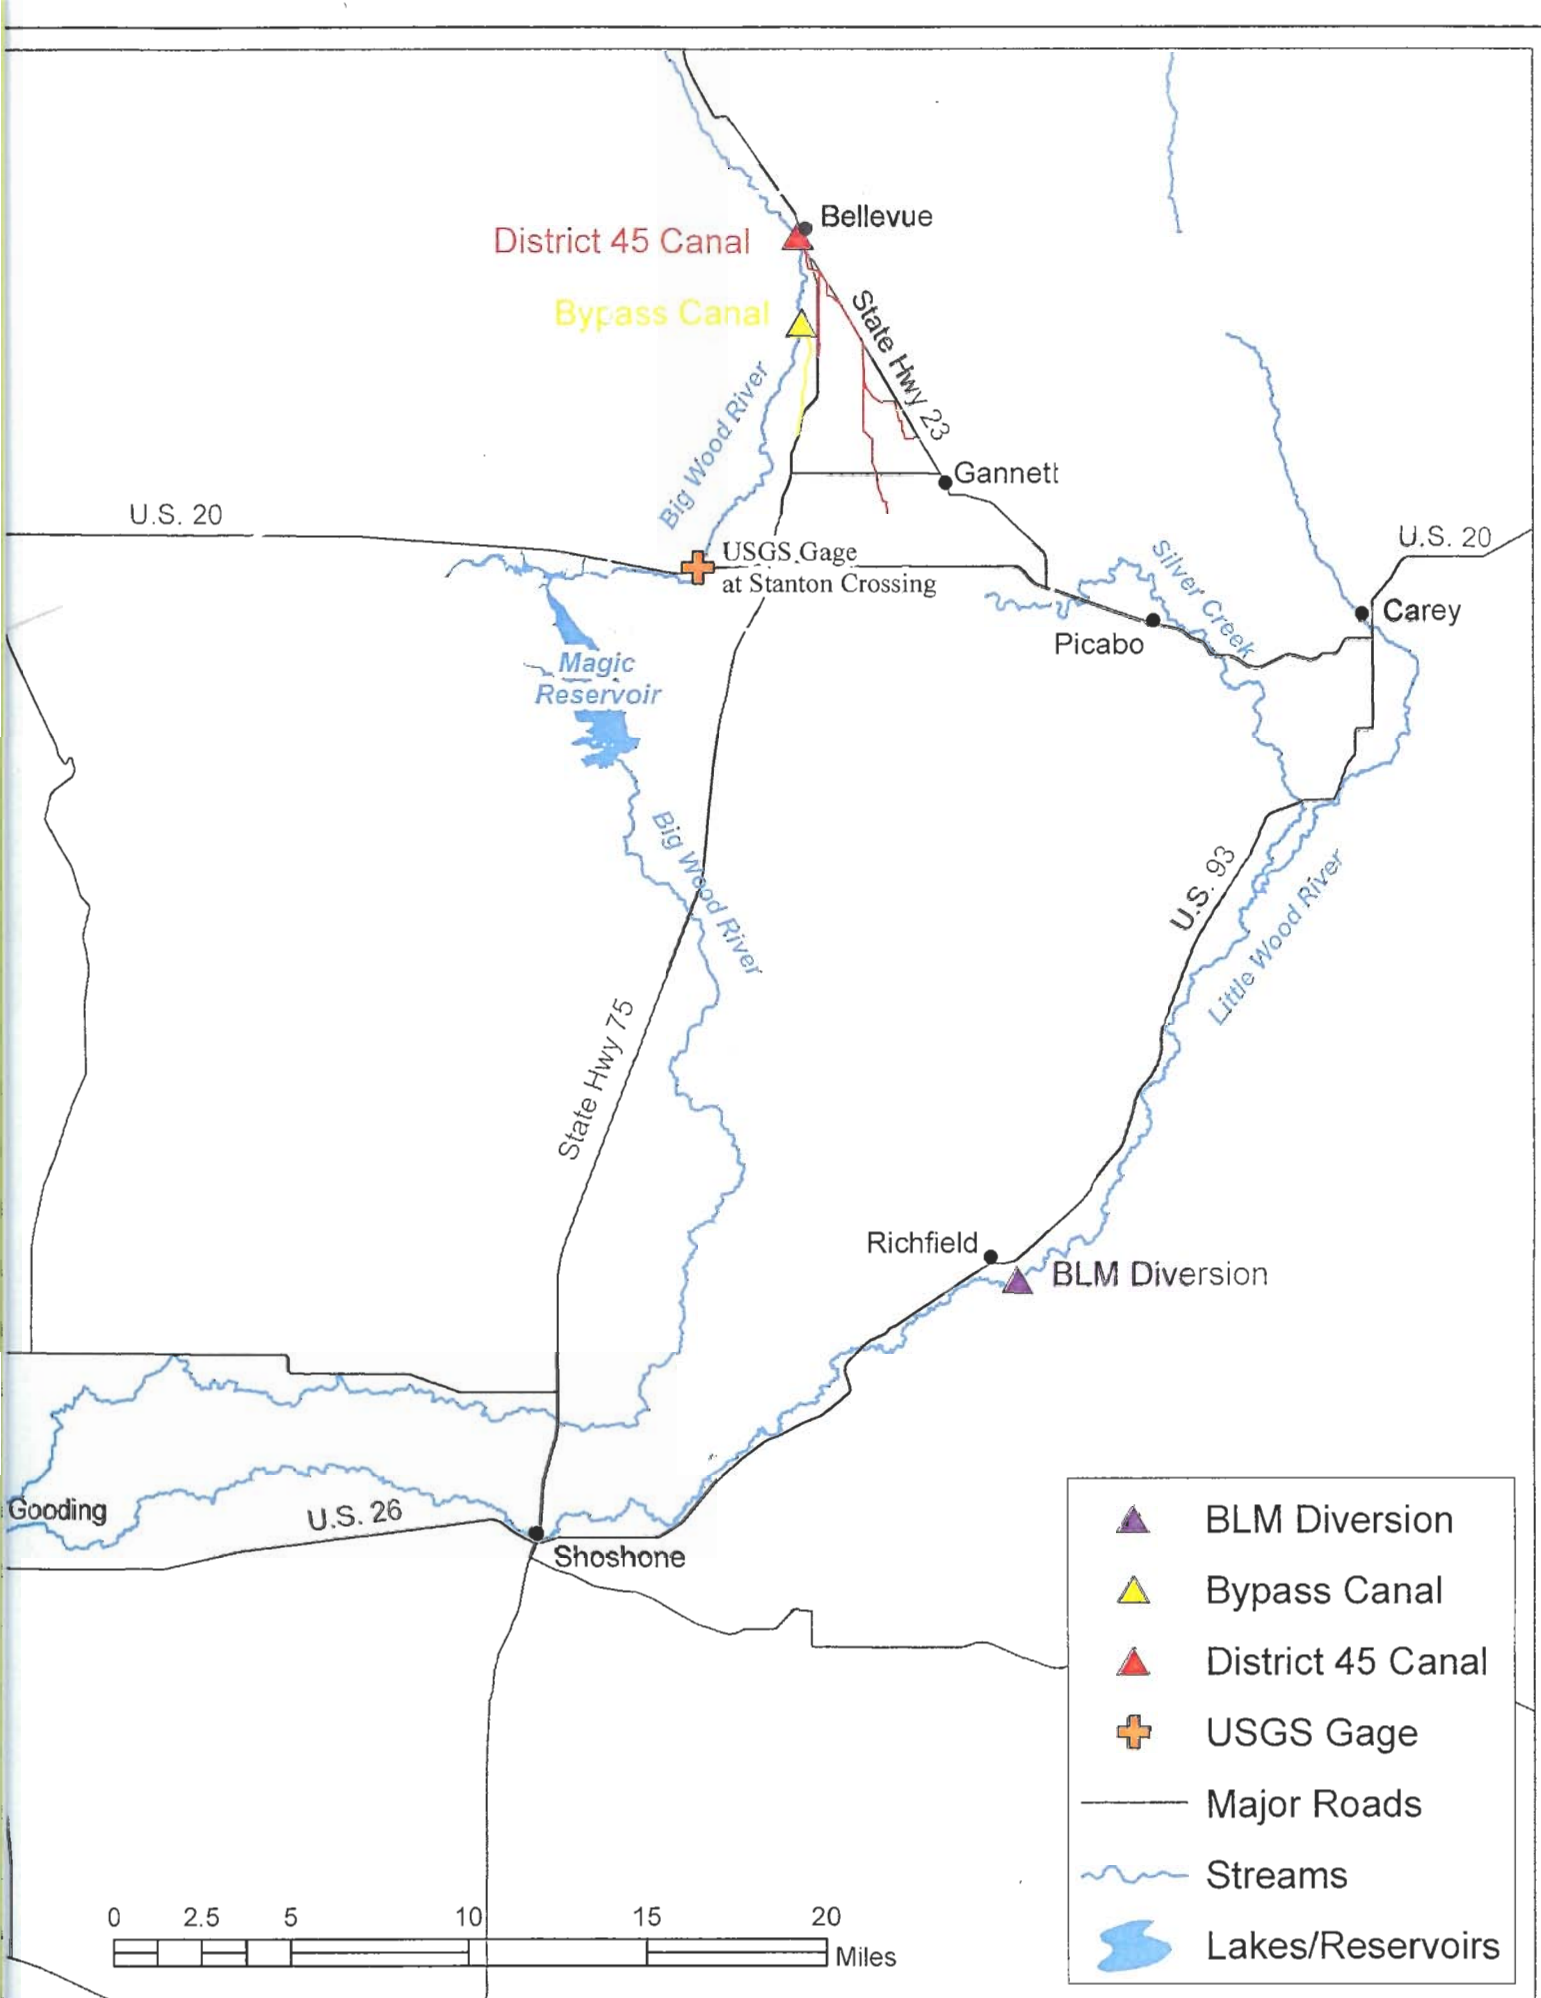 Bellevue
District 45 Canal
Bypass Canal
State Hwy 23
Big Wood River
Gannett
U.S. 20
U.S. 20
USGS Gage
at Stanton Crossing
Silver Creek
Carey
Picabo
Magic
Reservoir
Big Wood River
U.S. 93
Little Wood River
State Hwy 75
Richfield
BLM Diversion
Gooding
U.S. 26
Shoshone
BLM Diversion
Bypass Canal
District 45 Canal
USGS Gage
Major Roads
Streams
Lakes/Reservoirs
0 2.5 5 10 15 20
Miles